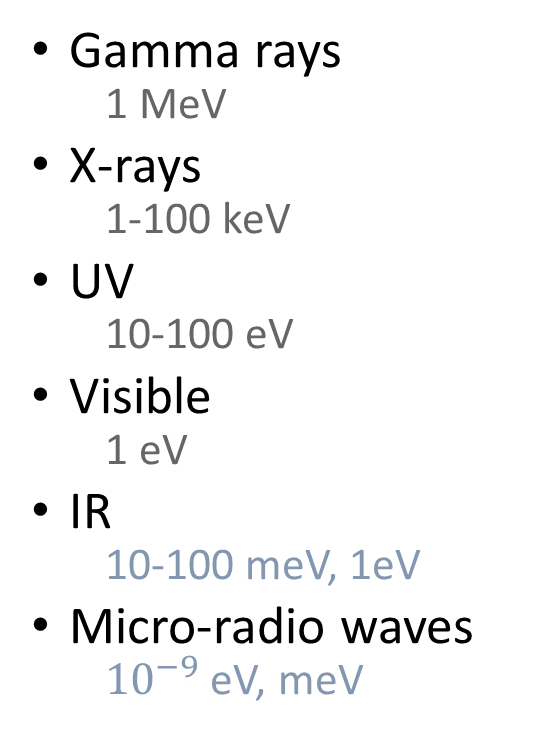 • Gamma rays
1 MeV
• X-rays
1-100 keV
• UV
10-100 eV
• Visible
1 eV
• IR
10-100 meV, 1eV
• Micro-radio waves
10⁻⁹ eV, meV